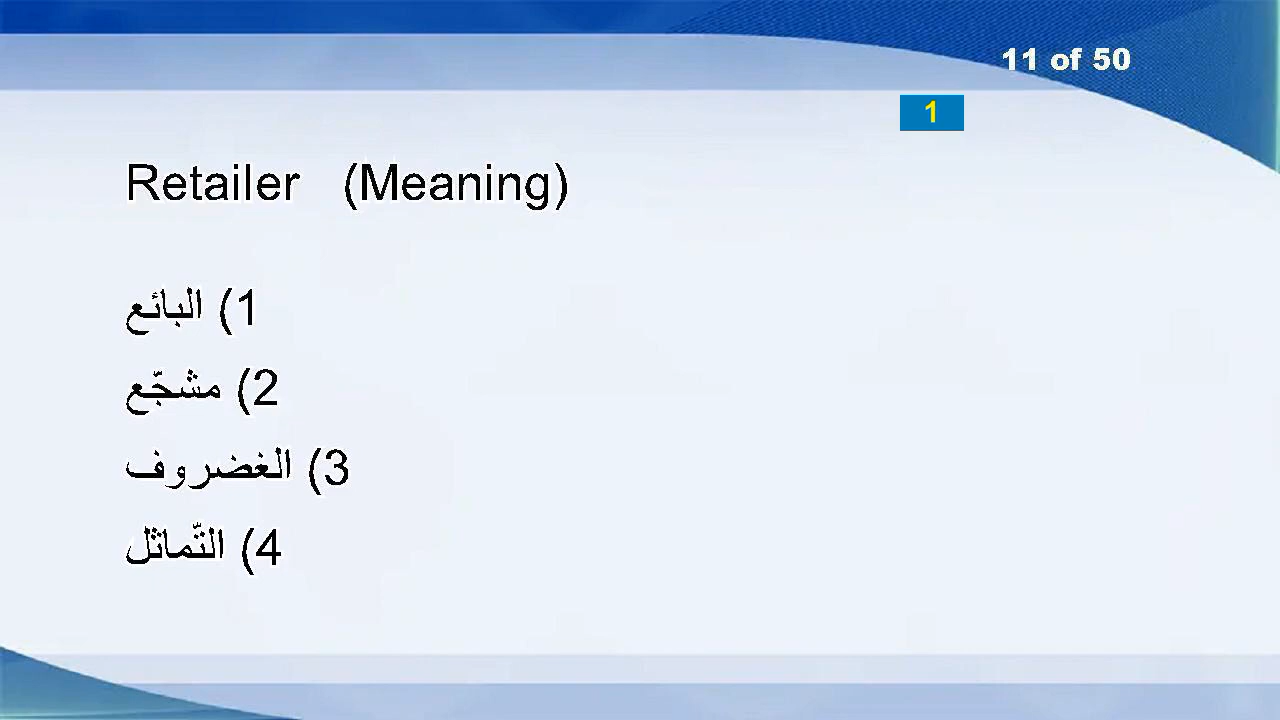 11 of 50
1
Retailer (Meaning)
1) البائع
2) مشجّع
3) الغضروف
4) التّماثل